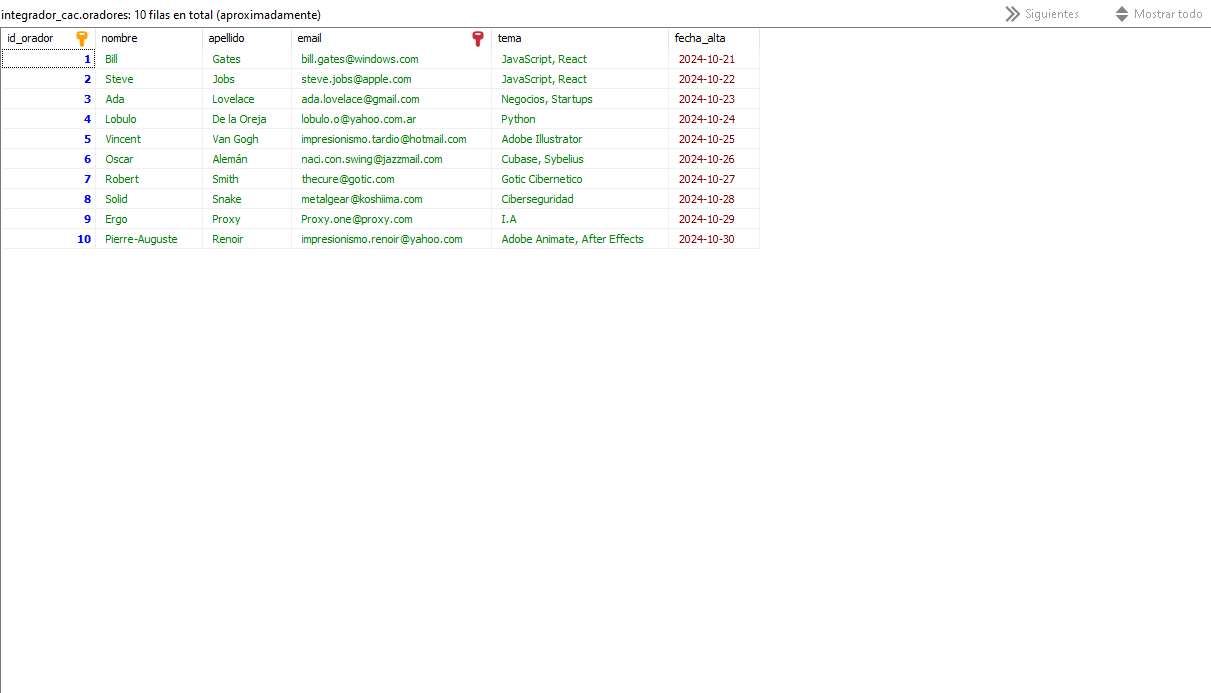 integrador_cac.oradores: 10 filas en total (aproximadamente) Siguientes Mostrar todo
id_orador nombre apellido email tema fecha_alta
1 Bill Gates bill.gates@windows.com JavaScript, React 2024-10-21
2 Steve Jobs steve.jobs@apple.com JavaScript, React 2024-10-22
3 Ada Lovelace ada.lovelace@gmail.com Negocios, Startups 2024-10-23
4 Lobulo De la Oreja lobulo.o@yahoo.com.ar Python 2024-10-24
5 Vincent Van Gogh impresionismo.tardio@hotmail.com Adobe Illustrator 2024-10-25
6 Oscar Alemán naci.con.swing@jazzmail.com Cubase, Sybelius 2024-10-26
7 Robert Smith thecure@gotic.com Gotic Cibernetico 2024-10-27
8 Solid Snake metalgear@koshiima.com Ciberseguridad 2024-10-28
9 Ergo Proxy Proxy.one@proxy.com I.A 2024-10-29
10 Pierre-Auguste Renoir impresionismo.renoir@yahoo.com Adobe Animate, After Effects 2024-10-30